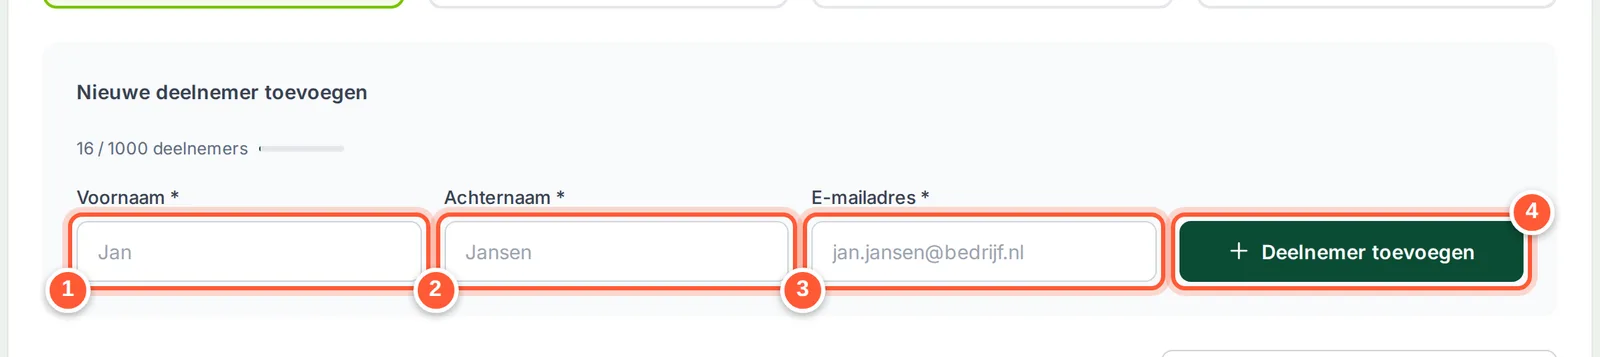 Nieuwe deelnemer toevoegen
16 / 1000 deelnemers
Voornaam * Achternaam * E-mailadres *
Jan Jansen jan.jansen@bedrijf.nl + Deelnemer toevoegen 4
1 2 3